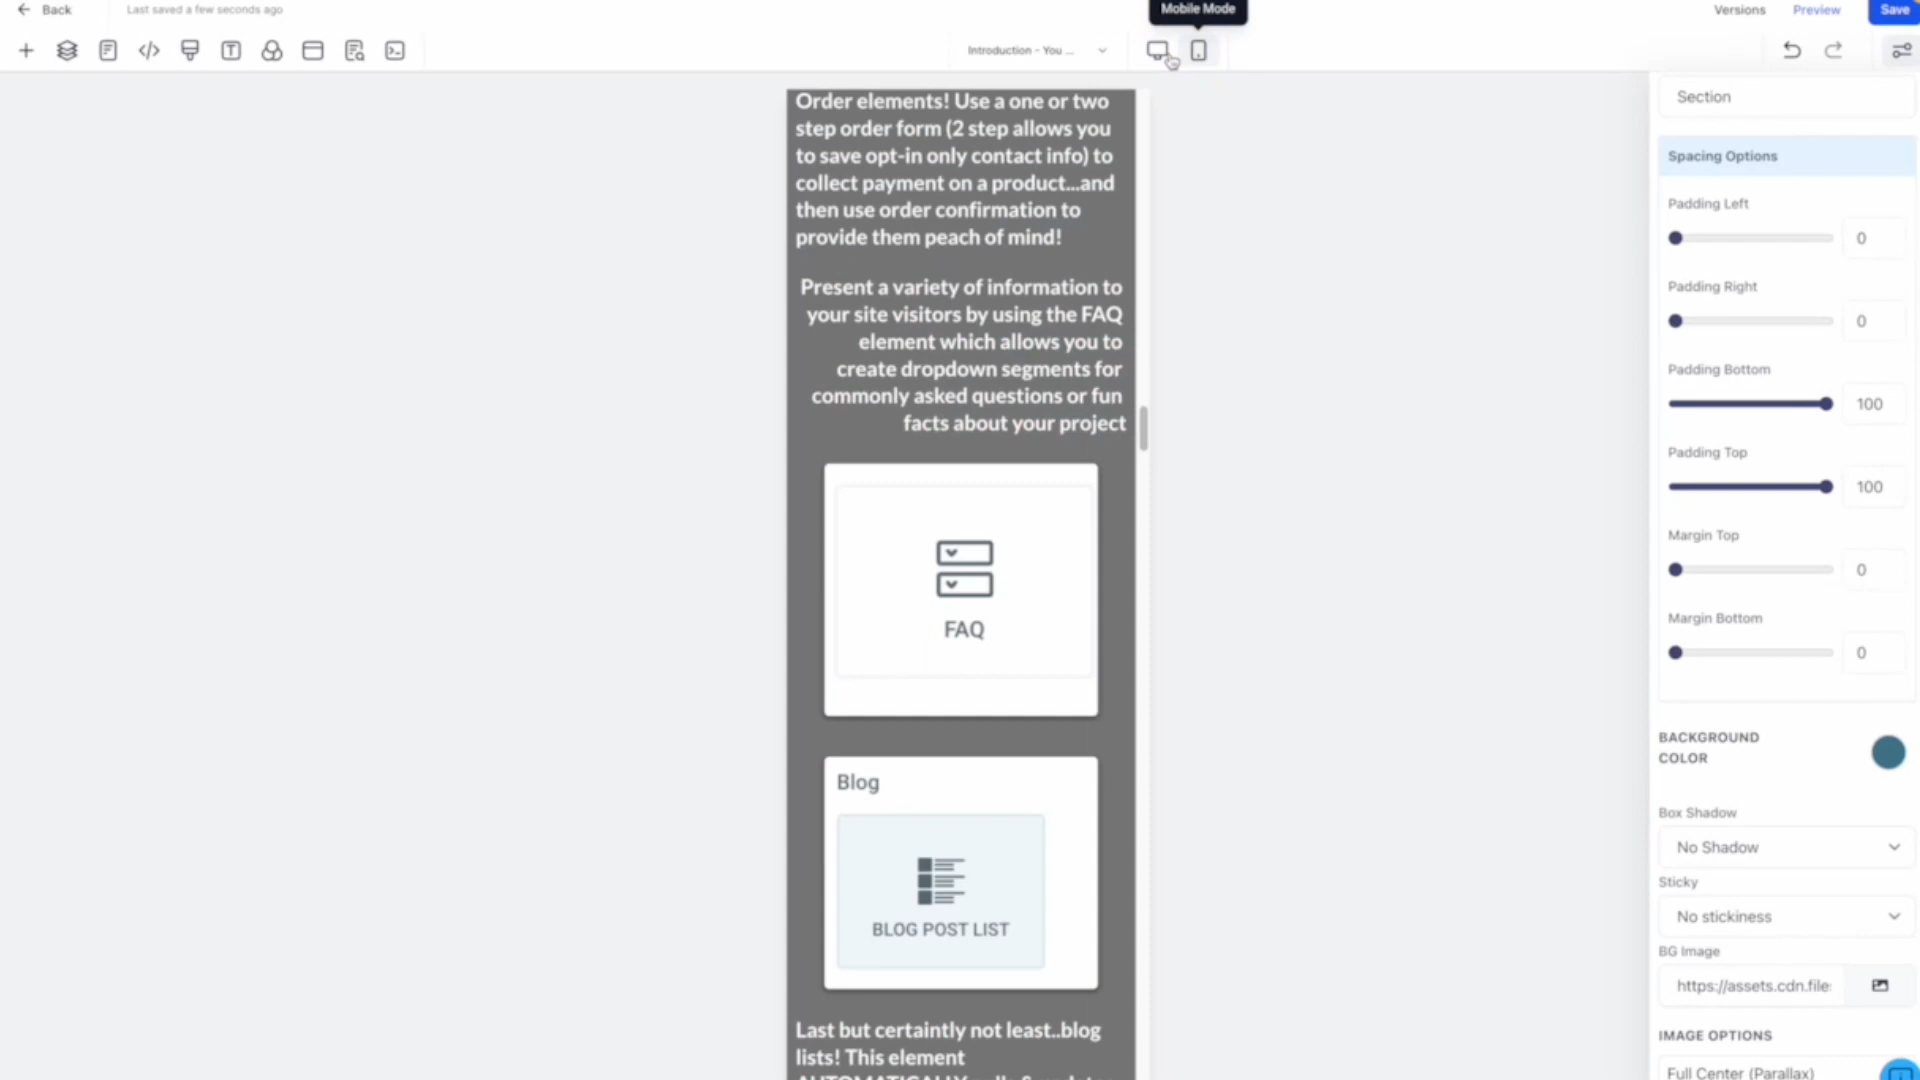 Back
Last saved a few seconds ago
Mobile Mode
Versions
Preview
Save
Introduction - You ...
Order elements! Use a one or two
step order form (2 step allows you
to save opt-in only contact info) to
collect payment on a product...and
then use order confirmation to
provide them peach of mind!
Present a variety of information to
your site visitors by using the FAQ
element which allows you to
create dropdown segments for
commonly asked questions or fun
facts about your project
FAQ
Blog
BLOG POST LIST
Last but certaintly not least..blog
lists! This element
Section
Spacing Options
Padding Left
0
Padding Right
0
Padding Bottom
100
Padding Top
100
Margin Top
0
Margin Bottom
0
BACKGROUND
COLOR
Box Shadow
No Shadow
Sticky
No stickiness
BG Image
https://assets.cdn.file
IMAGE OPTIONS
Full Center (Parallax)